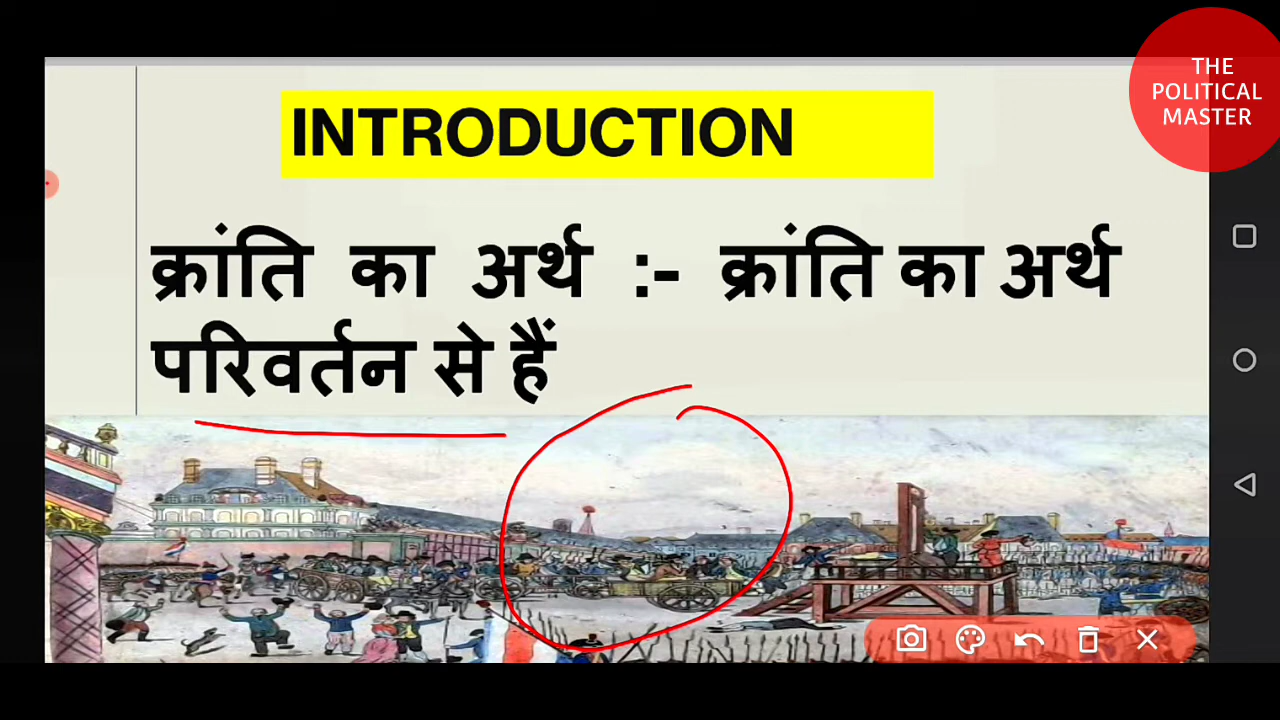 THE
POLITICAL
MASTER
INTRODUCTION
क्रांति का अर्थ :- क्रांति का अर्थ
परिवर्तन से हैं